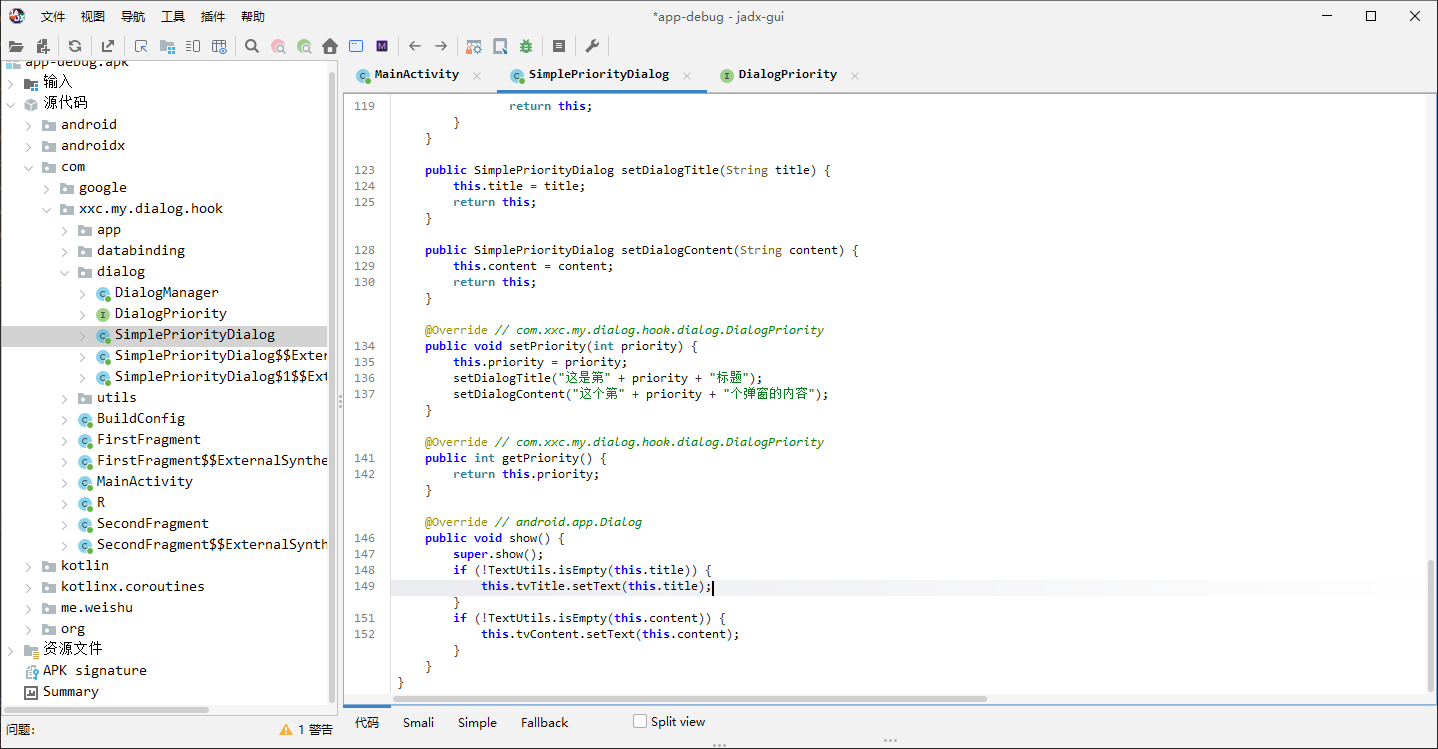 *app-debug - jadx-gui
文件 视图 导航 工具 插件 帮助
app-debug.apk
输入
源代码
android
androidx
com
google
xxc.my.dialog.hook
app
databinding
dialog
DialogManager
DialogPriority
SimplePriorityDialog
SimplePriorityDialog$$Exter
SimplePriorityDialog$1$$Ext
utils
BuildConfig
FirstFragment
FirstFragment$$ExternalSynthe
MainActivity
R
SecondFragment
SecondFragment$$ExternalSynth
kotlin
kotlinx.coroutines
me.weishu
org
资源文件
APK signature
Summary
问题: 1 警告
MainActivity SimplePriorityDialog DialogPriority
119 return this;
}
}
123 public SimplePriorityDialog setDialogTitle(String title) {
124 this.title = title;
125 return this;
}
128 public SimplePriorityDialog setDialogContent(String content) {
129 this.content = content;
130 return this;
}
@Override // com.xxc.my.dialog.hook.dialog.DialogPriority
134 public void setPriority(int priority) {
135 this.priority = priority;
136 setDialogTitle("这是第" + priority + "标题");
137 setDialogContent("这个第" + priority + "个弹窗的内容");
}
@Override // com.xxc.my.dialog.hook.dialog.DialogPriority
141 public int getPriority() {
142 return this.priority;
}
@Override // android.app.Dialog
146 public void show() {
147 super.show();
148 if (!TextUtils.isEmpty(this.title)) {
149 this.tvTitle.setText(this.title);
}
151 if (!TextUtils.isEmpty(this.content)) {
152 this.tvContent.setText(this.content);
}
}
}
代码 Smali Simple Fallback Split view